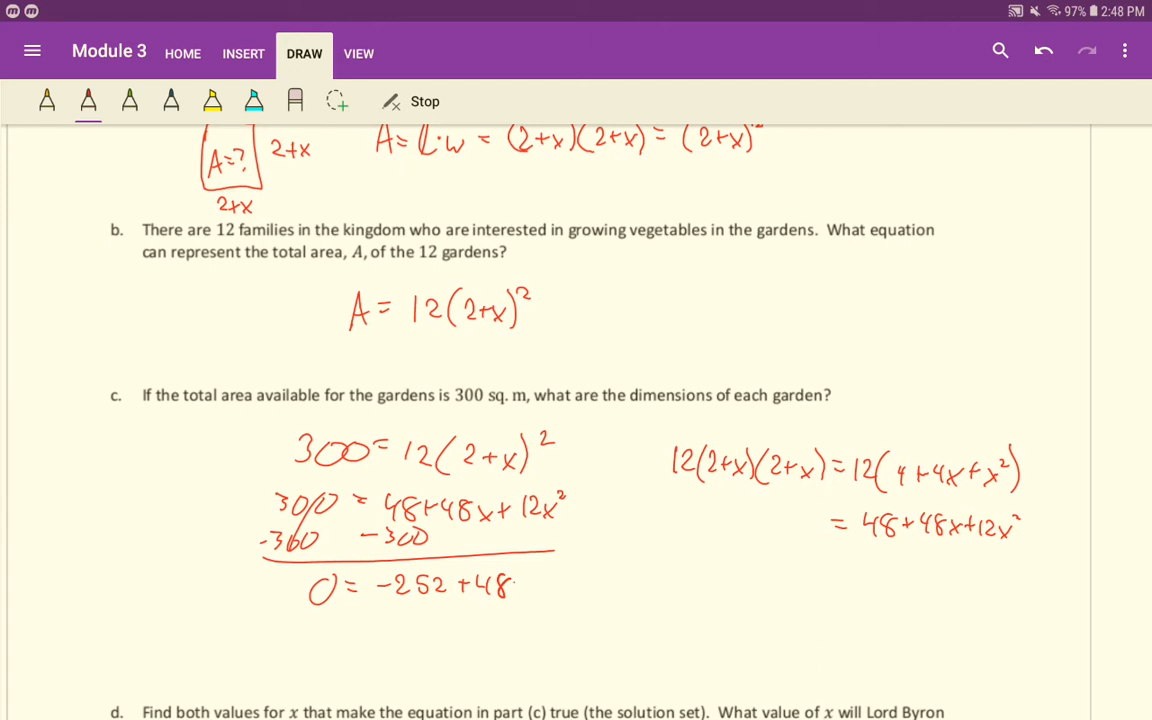 97% 2:48 PM
Module 3 HOME INSERT DRAW VIEW
Stop
A=? 2+x A= l·w = (2+x)(2+x) = (2+x)²
2+x
b. There are 12 families in the kingdom who are interested in growing vegetables in the gardens. What equation
can represent the total area, A, of the 12 gardens?
A= 12(2+x)²
c. If the total area available for the gardens is 300 sq. m, what are the dimensions of each garden?
300= 12(2+x)²
12(2+x)(2+x)=12(4+4x+x²)
300 = 48+48x+12x²
= 48+48x+12x²
-300 -300
0= -252+48
d. Find both values for x that make the equation in part (c) true (the solution set). What value of x will Lord Byron